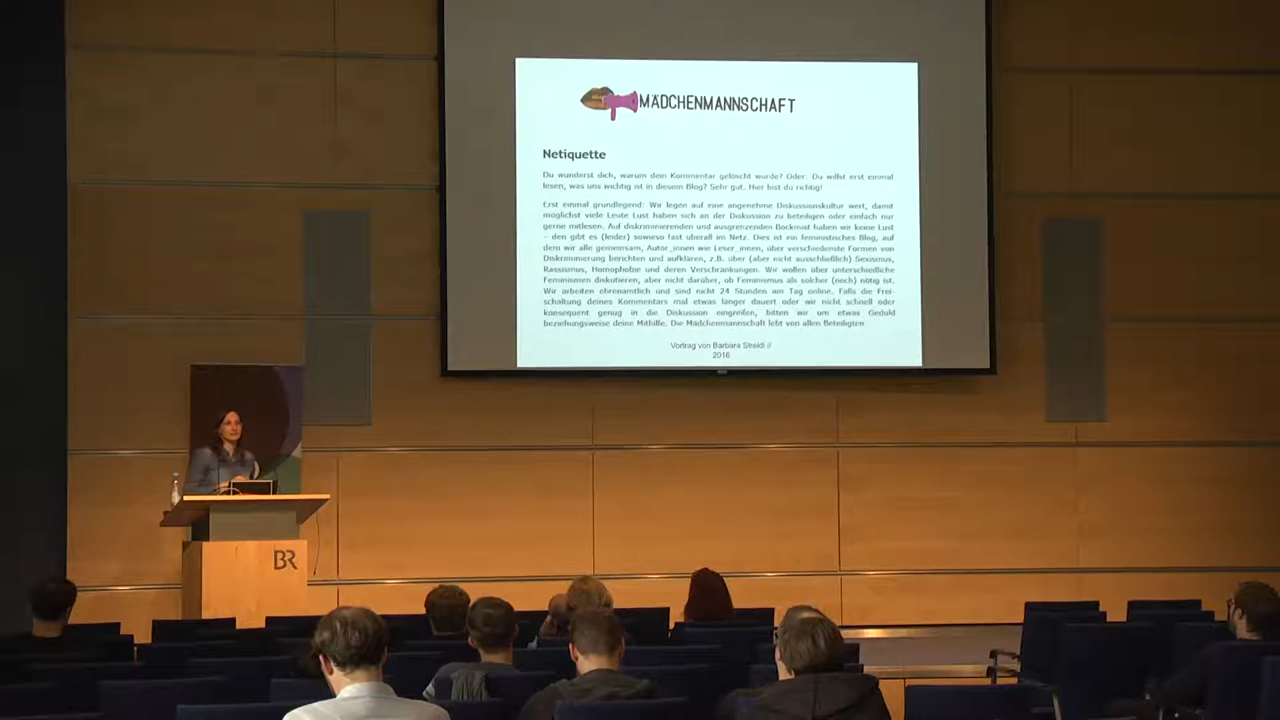 MÄDCHENMANNSCHAFT
Netiquette
Du wunderst dich, warum dein Kommentar gelöscht wurde? Oder: Du willst erst einmal
lesen, was uns wichtig ist in diesem Blog? Sehr gut. Hier bist du richtig!
Erst einmal grundlegend: Wir legen auf eine angenehme Diskussionskultur wert, damit
möglichst viele Leute Lust haben sich an der Diskussion zu beteiligen oder einfach nur
gerne mitlesen. Auf diskriminierenden und ausgrenzenden Bockmist haben wir keine Lust
– den gibt es (leider) sowieso fast überall im Netz. Dies ist ein feministisches Blog, auf
dem wir alle gemeinsam, Autor_innen wie Leser_innen, über verschiedenste Formen von
Diskriminierung berichten und aufklären, z.B. über (aber nicht ausschließlich) Sexismus,
Rassismus, Homophobie und deren Verschränkungen. Wir wollen über unterschiedliche
Feminismen diskutieren, aber nicht darüber, ob Feminismus als solcher (noch) nötig ist.
Wir arbeiten ehrenamtlich und sind nicht 24 Stunden am Tag online. Falls die Frei-
schaltung deines Kommentars mal etwas länger dauert oder wir nicht schnell oder
konsequent genug in die Diskussion eingreifen, bitten wir um etwas Geduld
beziehungsweise deine Mithilfe. Die Mädchenmannschaft lebt von allen Beteiligten
Vortrag von Barbara Streidl //
2016
BR